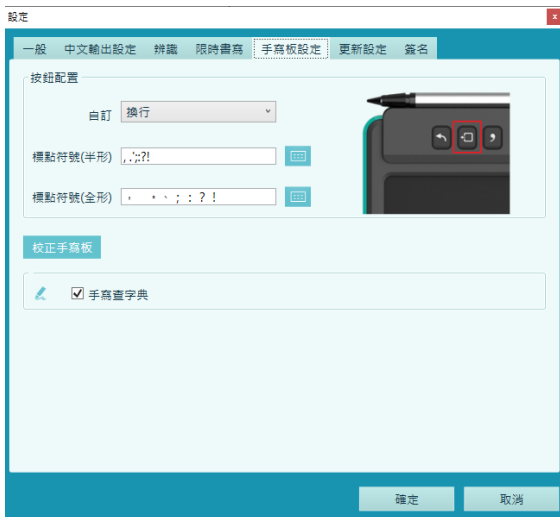 設定
x
一般 中文輸出設定 辨識 限時書寫 手寫板設定 更新設定 簽名
按鈕配置
自訂 換行
標點符號(半形) , .';:?!
標點符號(全形) ， 。、；：？！
校正手寫板
手寫查字典
確定 取消